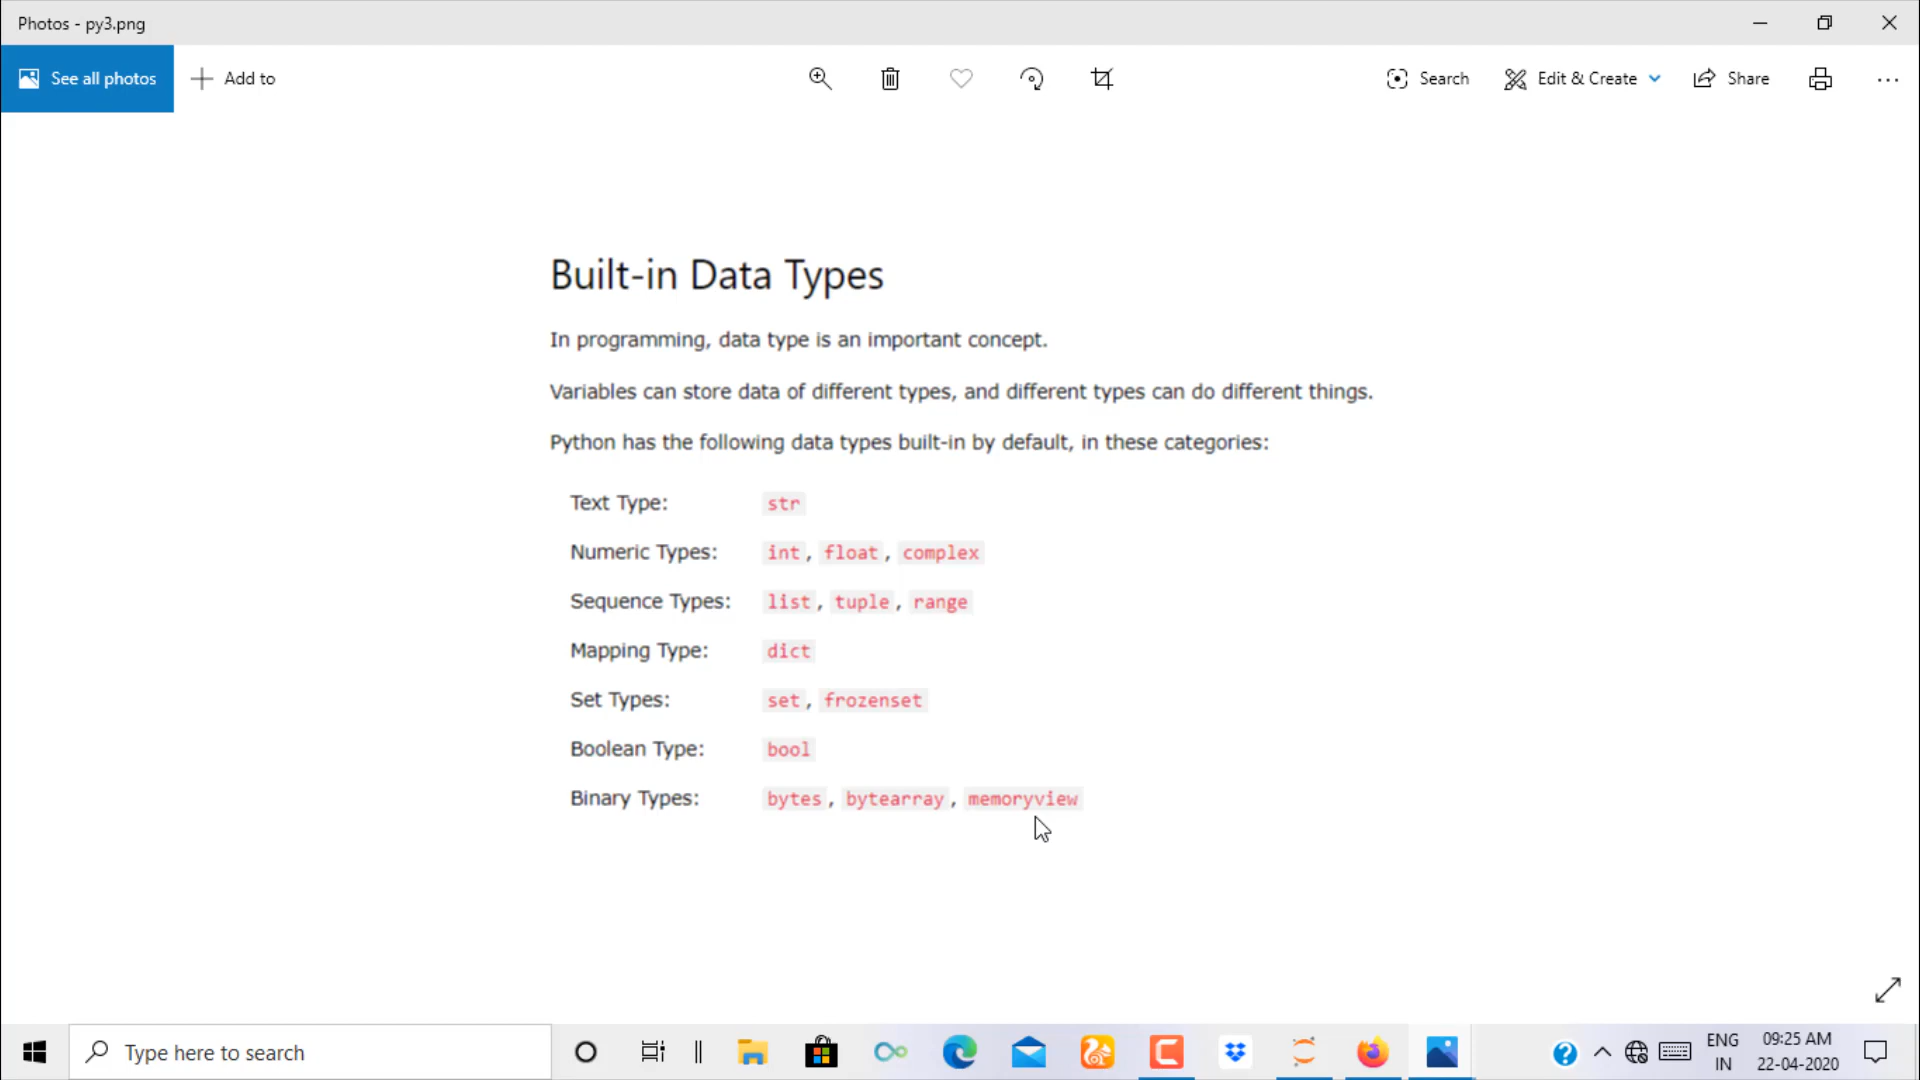 Photos - py3.png
See all photos
Add to
Search
Edit & Create
Share
Built-in Data Types
In programming, data type is an important concept.
Variables can store data of different types, and different types can do different things.
Python has the following data types built-in by default, in these categories:
Text Type: str
Numeric Types: int, float, complex
Sequence Types: list, tuple, range
Mapping Type: dict
Set Types: set, frozenset
Boolean Type: bool
Binary Types: bytes, bytearray, memoryview
Type here to search
ENG
IN
09:25 AM
22-04-2020